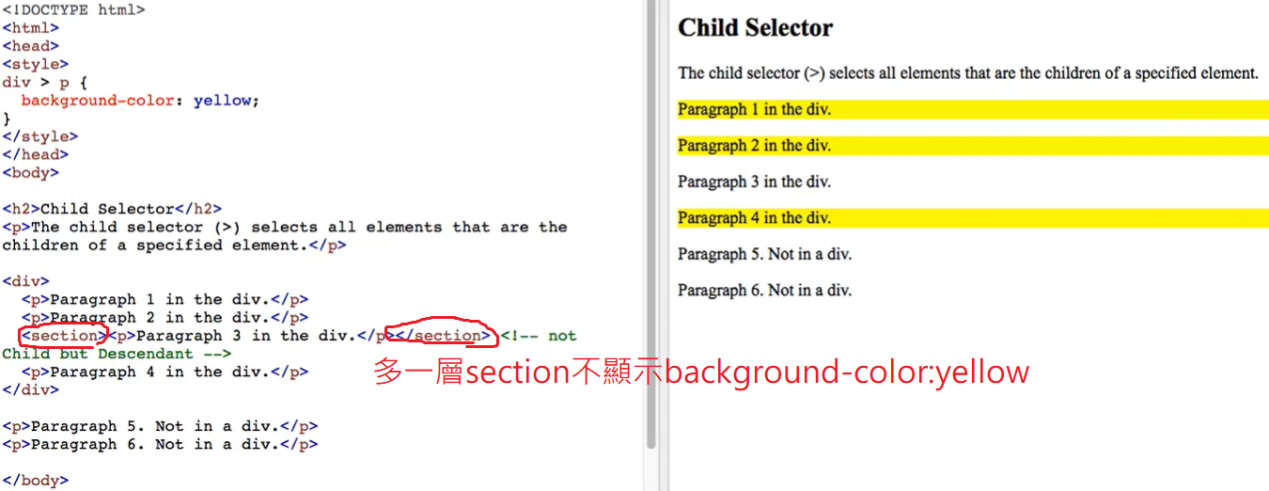 <!DOCTYPE html>
<html>
<head>
<style>
div > p {
  background-color: yellow;
}
</style>
</head>
<body>
<h2>Child Selector</h2>
<p>The child selector (>) selects all elements that are the
children of a specified element.</p>
<div>
  <p>Paragraph 1 in the div.</p>
  <p>Paragraph 2 in the div.</p>
  <section><p>Paragraph 3 in the div.</p></section> <!-- not
Child but Descendant -->
  <p>Paragraph 4 in the div.</p>
</div>
<p>Paragraph 5. Not in a div.</p>
<p>Paragraph 6. Not in a div.</p>
</body>
多一層section不顯示background-color:yellow
Child Selector
The child selector (>) selects all elements that are the children of a specified element.
Paragraph 1 in the div.
Paragraph 2 in the div.
Paragraph 3 in the div.
Paragraph 4 in the div.
Paragraph 5. Not in a div.
Paragraph 6. Not in a div.